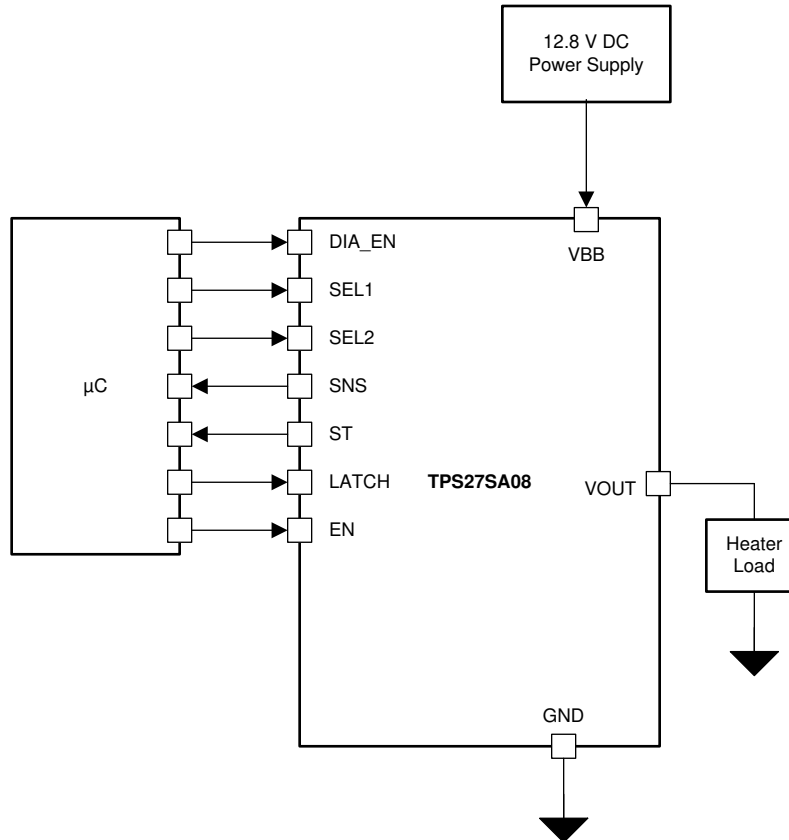 12.8 V DC
Power Supply
VBB
DIA_EN
SEL1
SEL2
µC
SNS
ST
LATCH
TPS27SA08
VOUT
EN
Heater
Load
GND